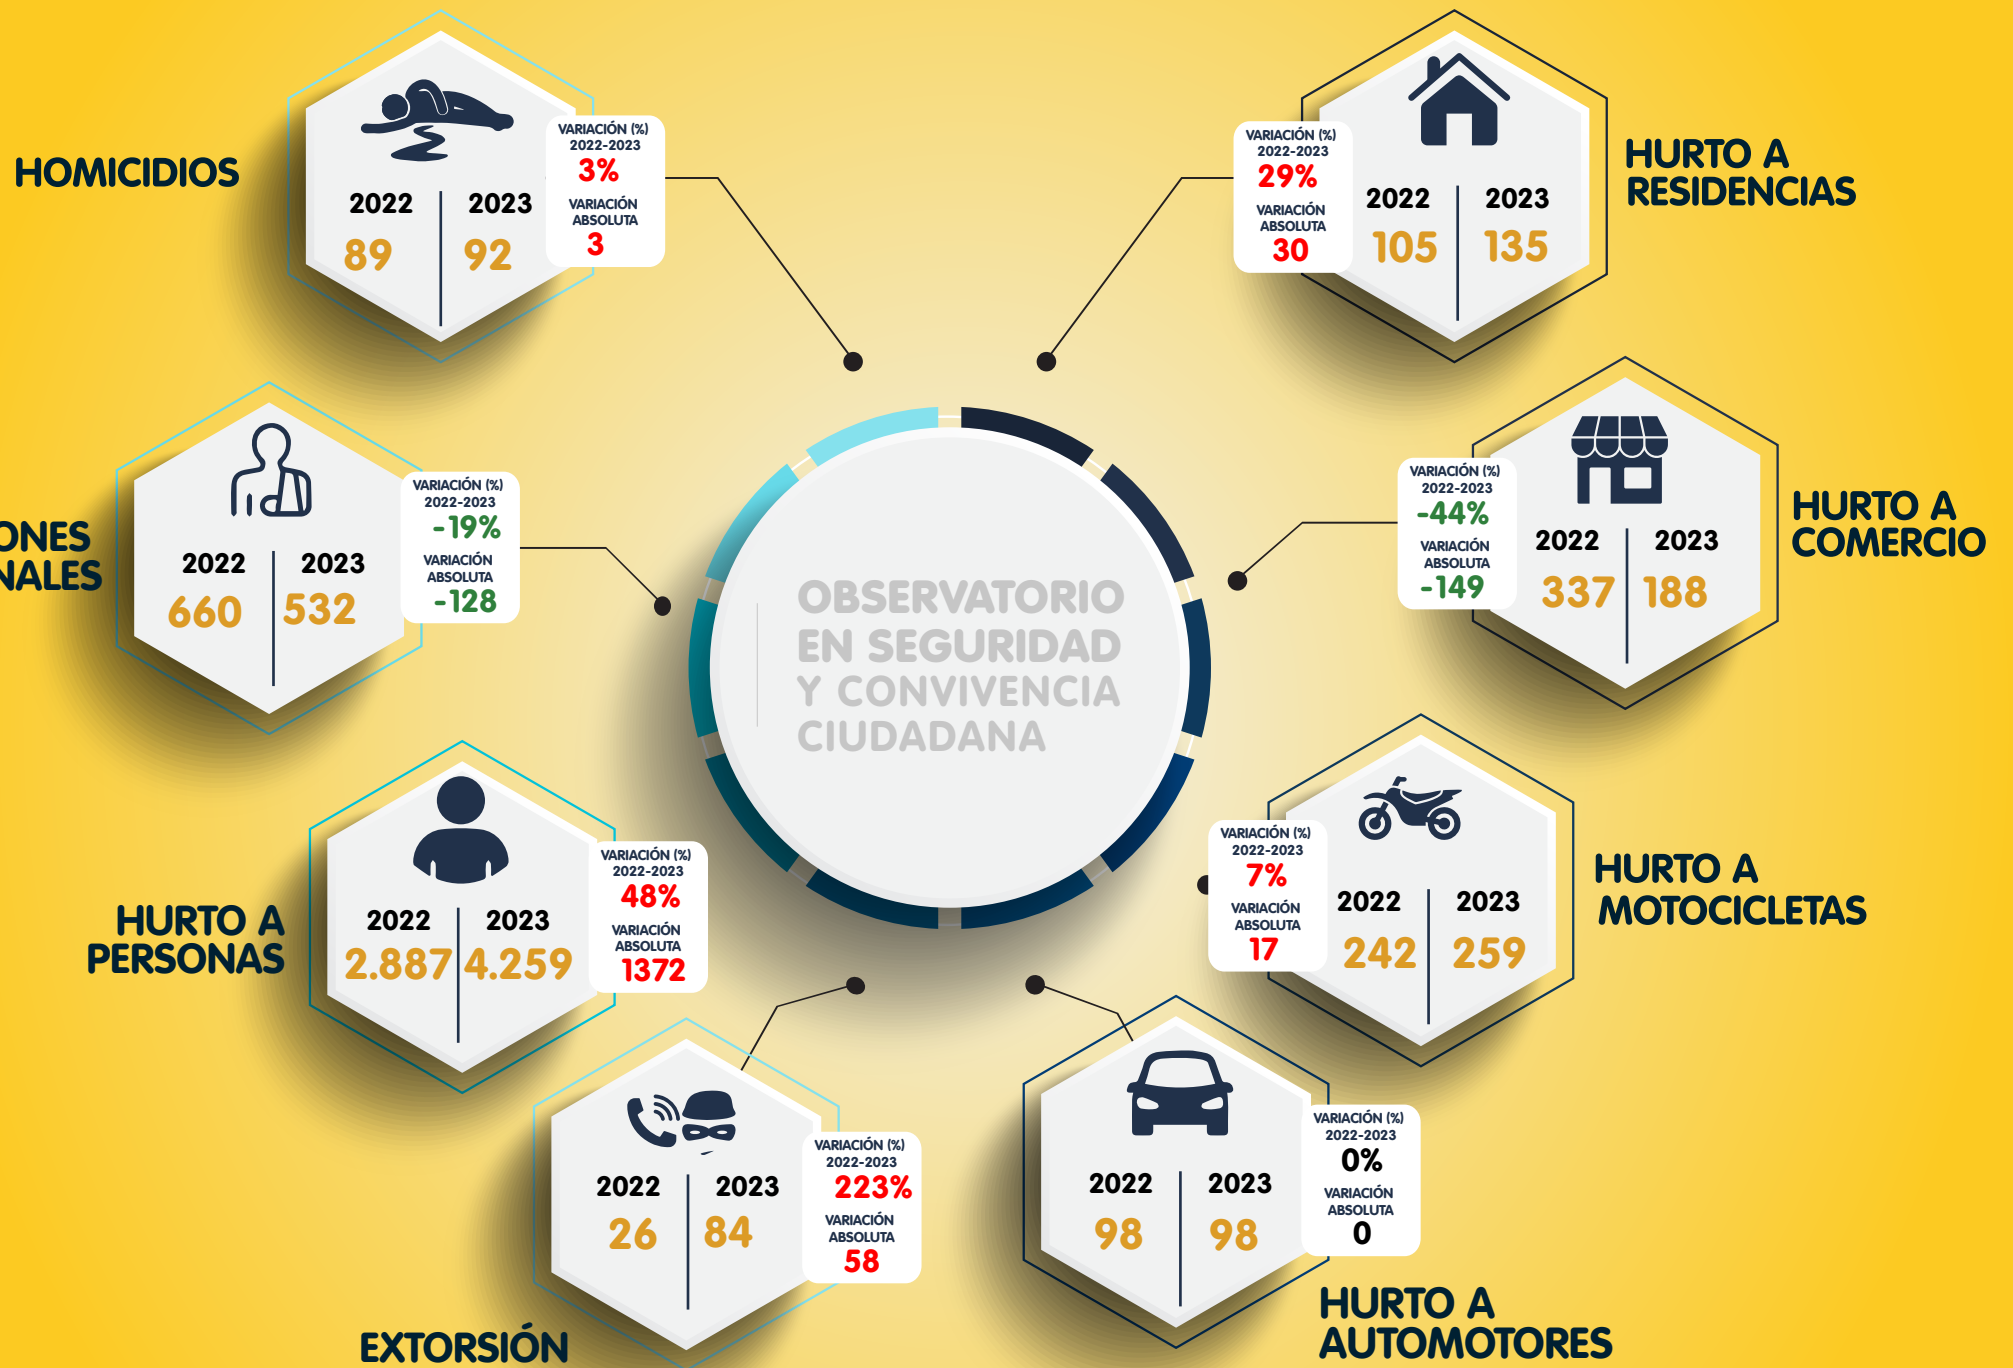 HOMICIDIOS
2022
2023
89
92
VARIACIÓN (%)
2022-2023
3%
VARIACIÓN
ABSOLUTA
3
HURTO A
RESIDENCIAS
VARIACIÓN (%)
2022-2023
29%
VARIACIÓN
ABSOLUTA
30
2022
2023
105
135
ONES
NALES
2022
2023
660
532
VARIACIÓN (%)
2022-2023
-19%
VARIACIÓN
ABSOLUTA
-128
OBSERVATORIO
EN SEGURIDAD
Y CONVIVENCIA
CIUDADANA
VARIACIÓN (%)
2022-2023
-44%
VARIACIÓN
ABSOLUTA
-149
2022
2023
337
188
HURTO A
COMERCIO
HURTO A
PERSONAS
2022
2023
2.887
4.259
VARIACIÓN (%)
2022-2023
48%
VARIACIÓN
ABSOLUTA
1372
VARIACIÓN (%)
2022-2023
7%
VARIACIÓN
ABSOLUTA
17
2022
2023
242
259
HURTO A
MOTOCICLETAS
2022
2023
26
84
VARIACIÓN (%)
2022-2023
223%
VARIACIÓN
ABSOLUTA
58
EXTORSIÓN
2022
2023
98
98
VARIACIÓN (%)
2022-2023
0%
VARIACIÓN
ABSOLUTA
0
HURTO A
AUTOMOTORES